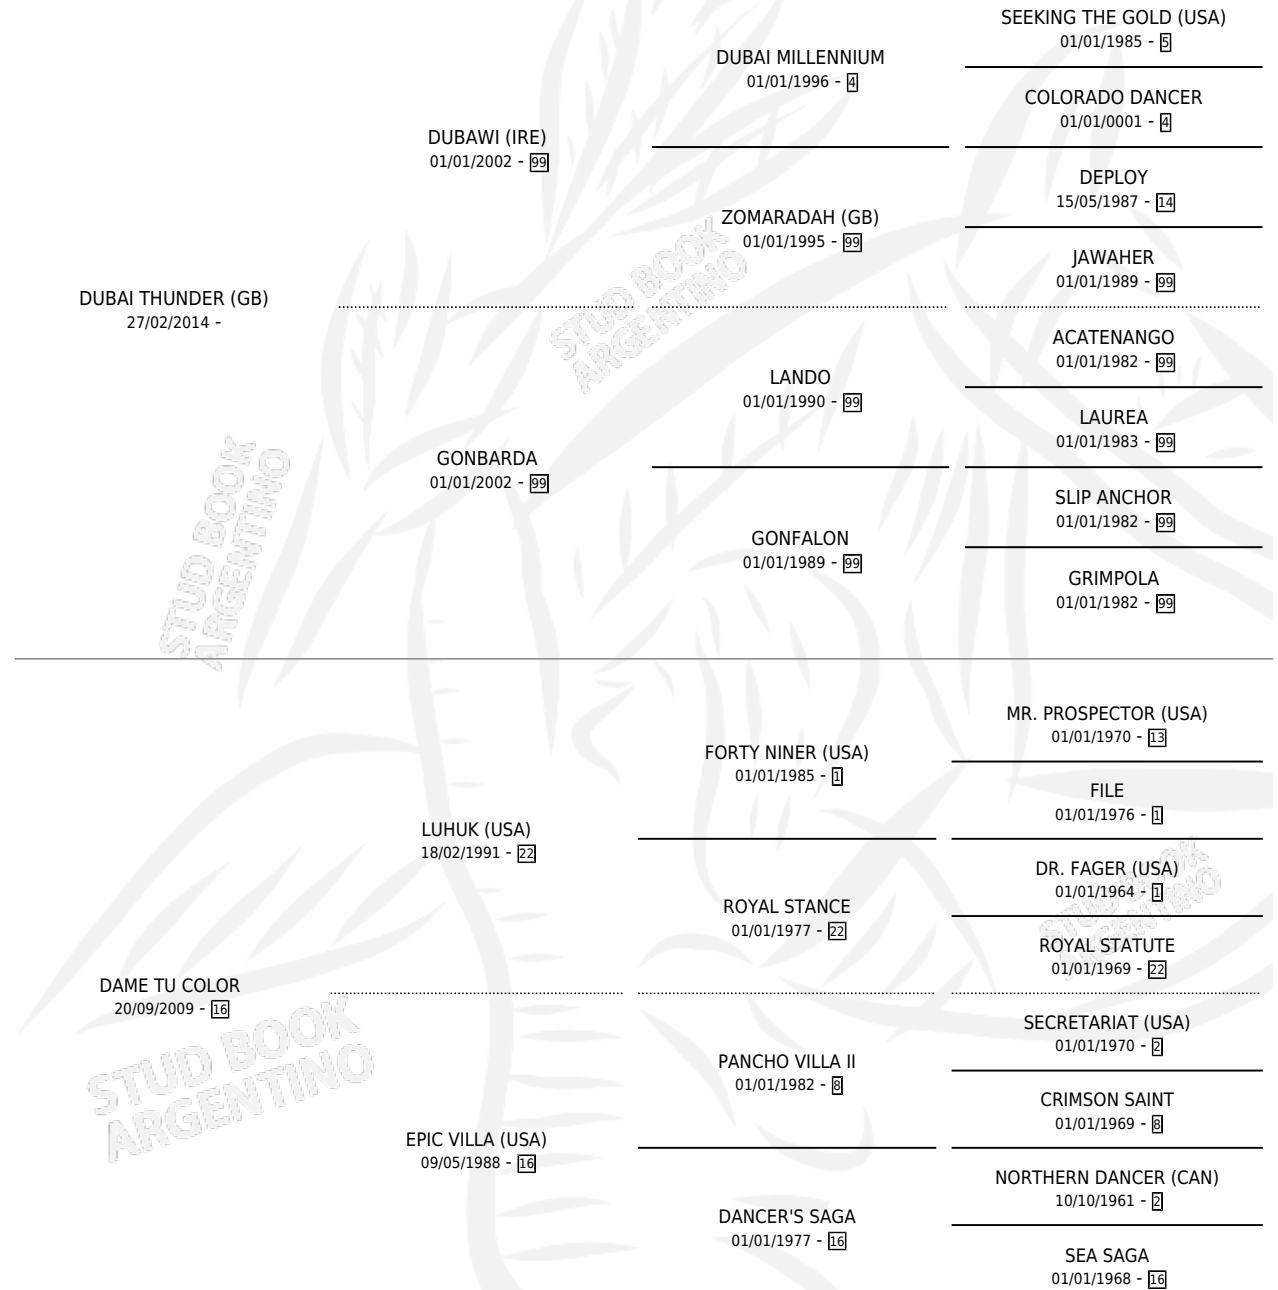 SEEKING THE GOLD (USA)
01/01/1985 - 5
DUBAI MILLENNIUM
01/01/1996 - 4
COLORADO DANCER
01/01/0001 - 4
DUBAWI (IRE)
01/01/2002 - 99
DEPLOY
15/05/1987 - 14
ZOMARADAH (GB)
01/01/1995 - 99
JAWAHER
01/01/1989 - 99
DUBAI THUNDER (GB)
27/02/2014 -
ACATENANGO
01/01/1982 - 99
LANDO
01/01/1990 - 99
LAUREA
01/01/1983 - 99
GONBARDA
01/01/2002 - 99
SLIP ANCHOR
01/01/1982 - 99
GONFALON
01/01/1989 - 99
GRIMPOLA
01/01/1982 - 99
STUD BOOK
ARGENTINO
STUD BOOK
ARGENTINO
MR. PROSPECTOR (USA)
01/01/1970 - 13
FORTY NINER (USA)
01/01/1985 - 1
FILE
01/01/1976 - 1
LUHUK (USA)
18/02/1991 - 22
DR. FAGER (USA)
01/01/1964 - 1
ROYAL STANCE
01/01/1977 - 22
ROYAL STATUTE
01/01/1969 - 22
STUD BOOK
ARGENTINO
DAME TU COLOR
20/09/2009 - 16
SECRETARIAT (USA)
01/01/1970 - 2
PANCHO VILLA II
01/01/1982 - 8
CRIMSON SAINT
01/01/1969 - 8
EPIC VILLA (USA)
09/05/1988 - 16
NORTHERN DANCER (CAN)
10/10/1961 - 2
DANCER'S SAGA
01/01/1977 - 16
SEA SAGA
01/01/1968 - 16
STUD BOOK
ARGENTINO